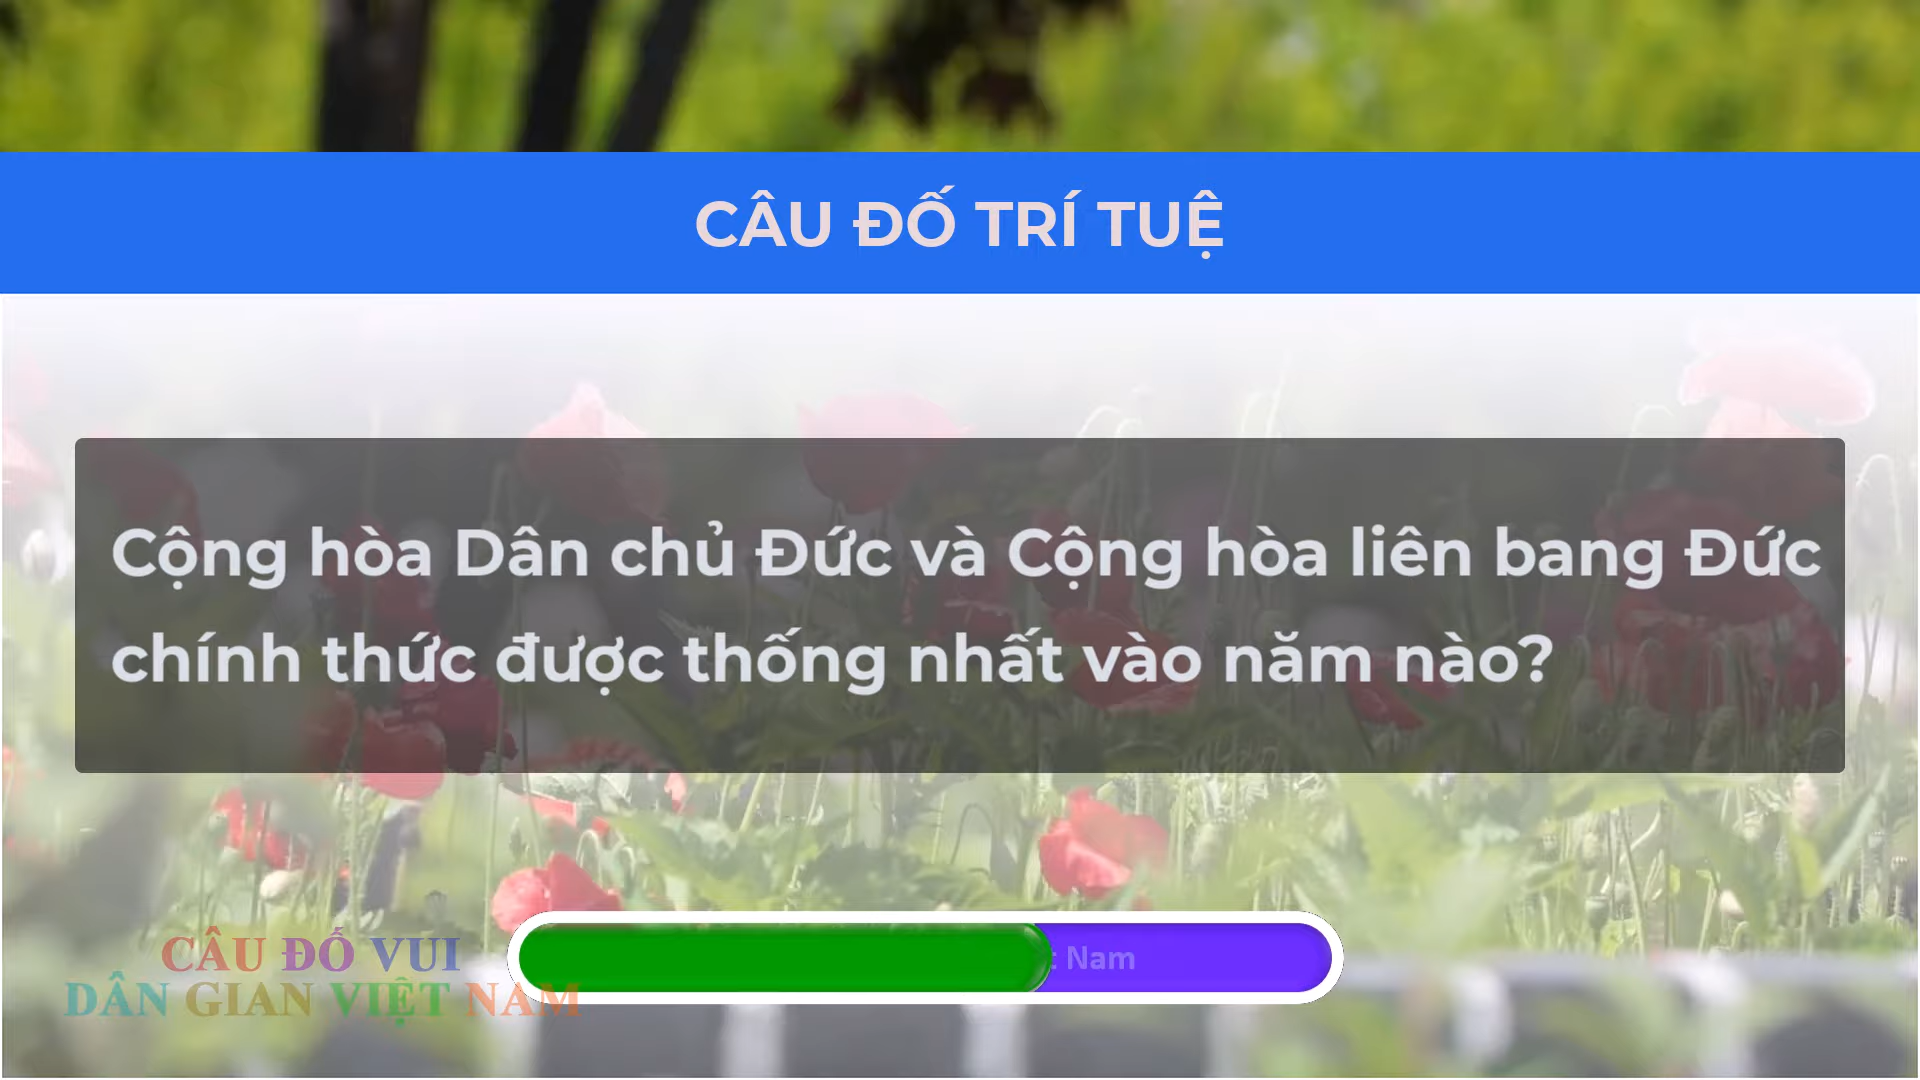 CÂU ĐỐ TRÍ TUỆ
Cộng hòa Dân chủ Đức và Cộng hòa liên bang Đức
chính thức được thống nhất vào năm nào?
Nam
CÂU ĐỐ VUI
DÂN GIAN VIỆT NAM